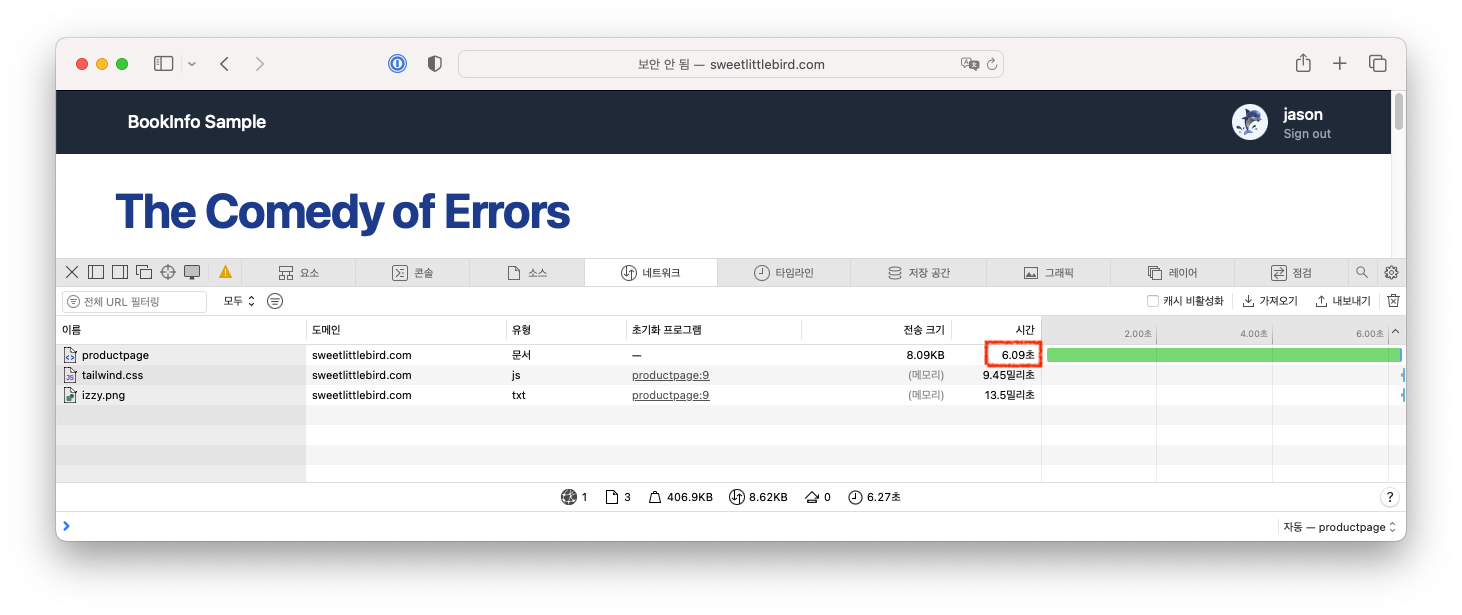 보안 안 됨 — sweetlittlebird.com
BookInfo Sample
jason
Sign out
The Comedy of Errors
요소 콘솔 소스 네트워크 타임라인 저장 공간 그래픽 레이어 점검
전체 URL 필터링 모두 캐시 비활성화 가져오기 내보내기
이름 도메인 유형 초기화 프로그램 전송 크기 시간 2.00초 4.00초 6.00초
productpage sweetlittlebird.com 문서 — 8.09KB 6.09초
tailwind.css sweetlittlebird.com js productpage:9 (메모리) 9.45밀리초
izzy.png sweetlittlebird.com txt productpage:9 (메모리) 13.5밀리초
1 3 406.9KB 8.62KB 0 6.27초 ?
자동 — productpage